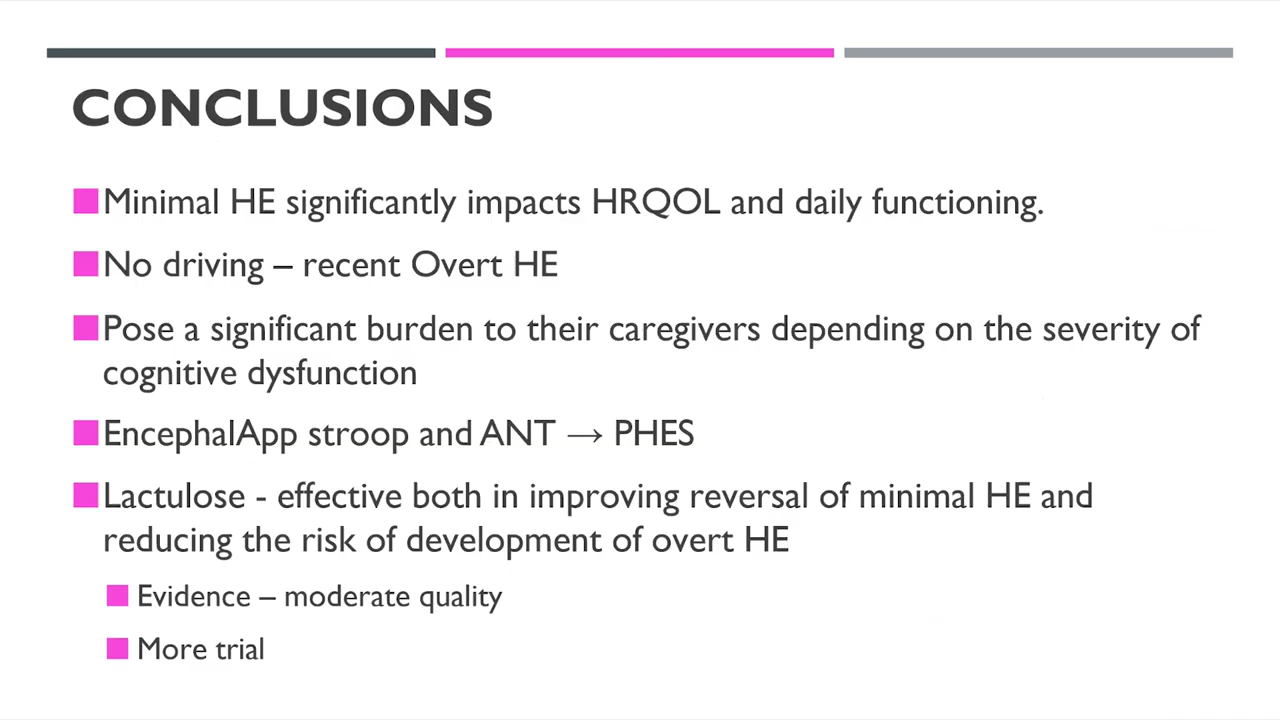 CONCLUSIONS
Minimal HE significantly impacts HRQOL and daily functioning.
No driving – recent Overt HE
Pose a significant burden to their caregivers depending on the severity of
cognitive dysfunction
EncephalApp stroop and ANT → PHES
Lactulose - effective both in improving reversal of minimal HE and
reducing the risk of development of overt HE
Evidence – moderate quality
More trial